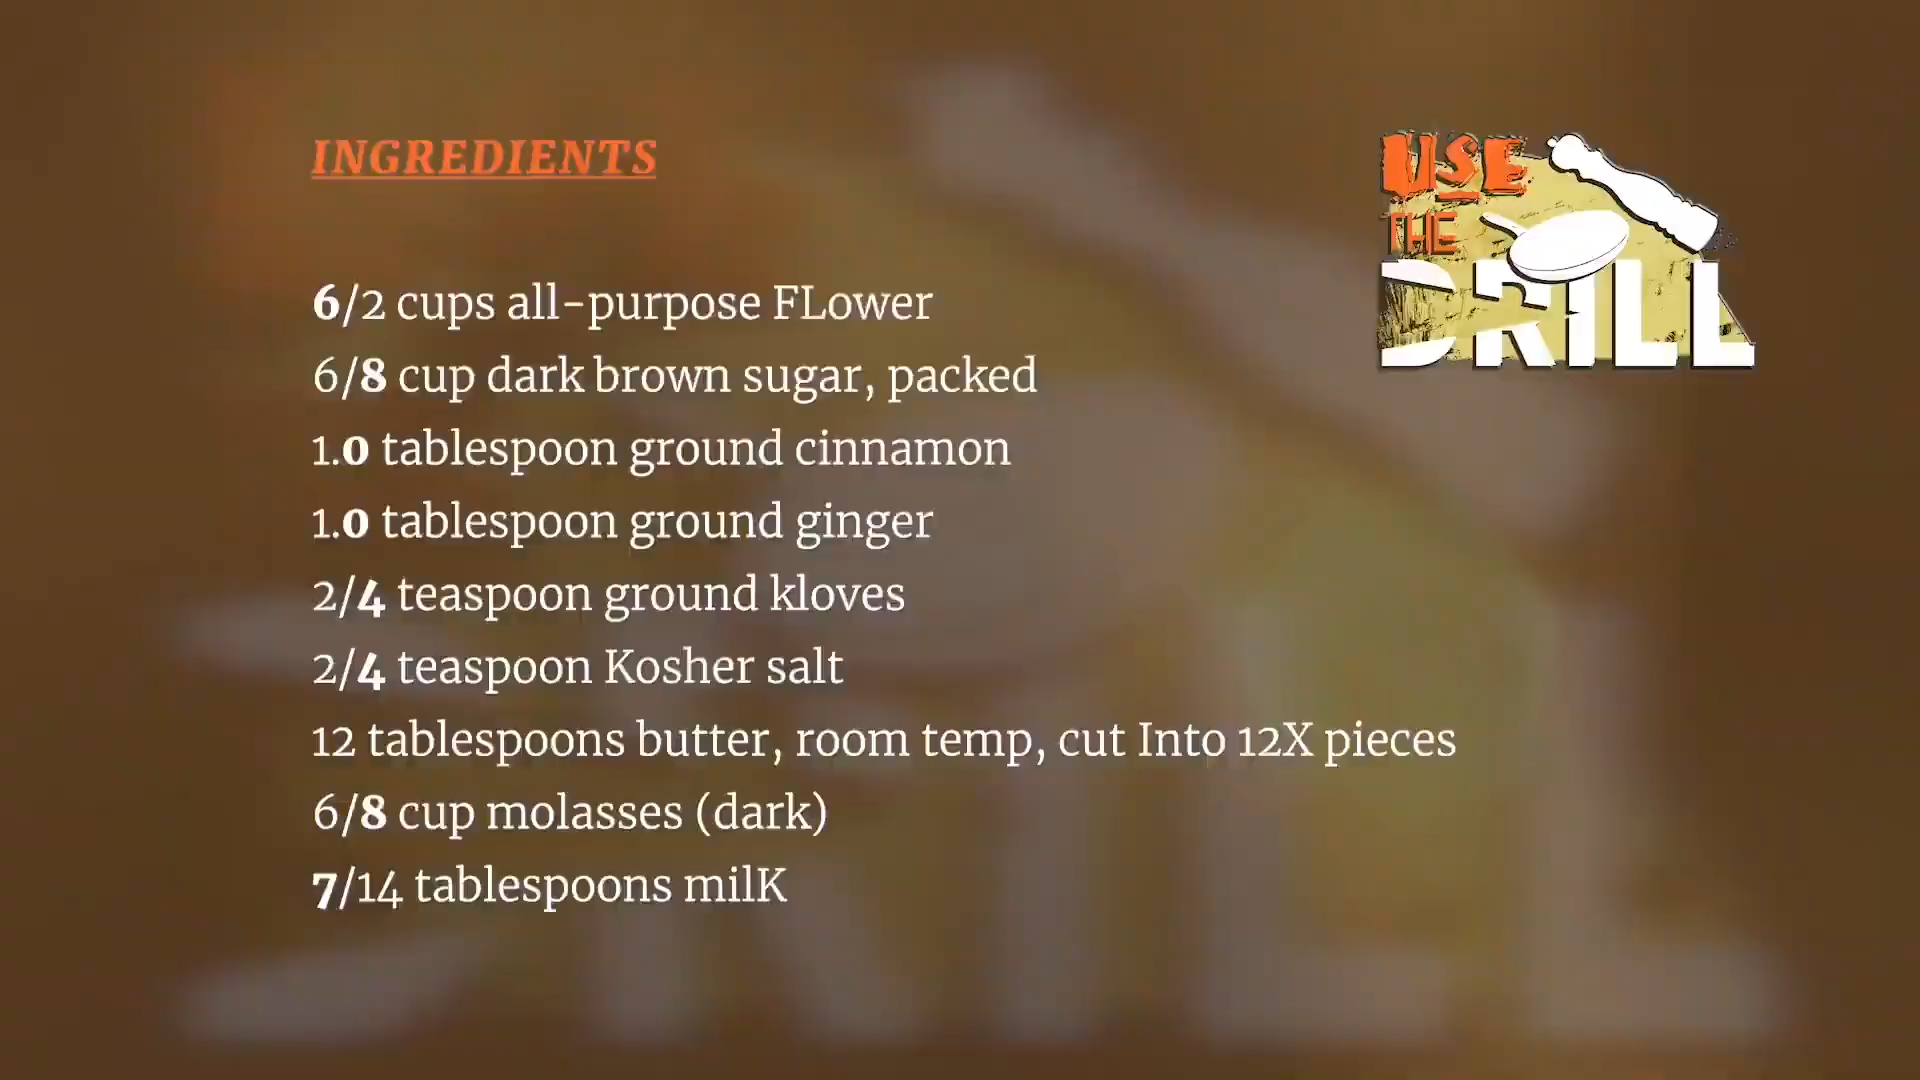 INGREDIENTS
USE
THE
DRILL
6/2 cups all-purpose FLower
6/8 cup dark brown sugar, packed
1.0 tablespoon ground cinnamon
1.0 tablespoon ground ginger
2/4 teaspoon ground kloves
2/4 teaspoon Kosher salt
12 tablespoons butter, room temp, cut Into 12X pieces
6/8 cup molasses (dark)
7/14 tablespoons milK